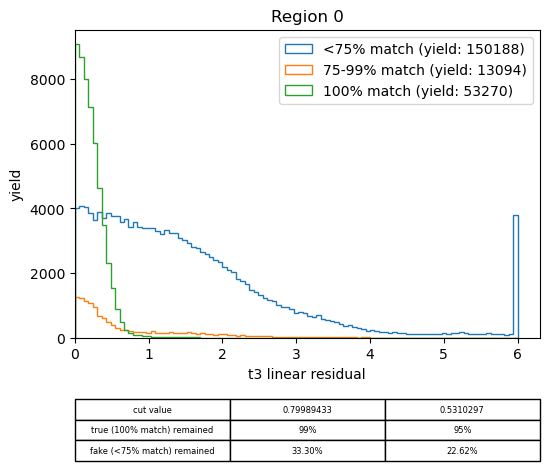 Region 0
<75% match (yield: 150188)
75-99% match (yield: 13094)
100% match (yield: 53270)
8000
6000
4000
2000
0
yield
0 1 2 3 4 5 6
t3 linear residual
cut value 0.79989433 0.5310297
true (100% match) remained 99% 95%
fake (<75% match) remained 33.30% 22.62%